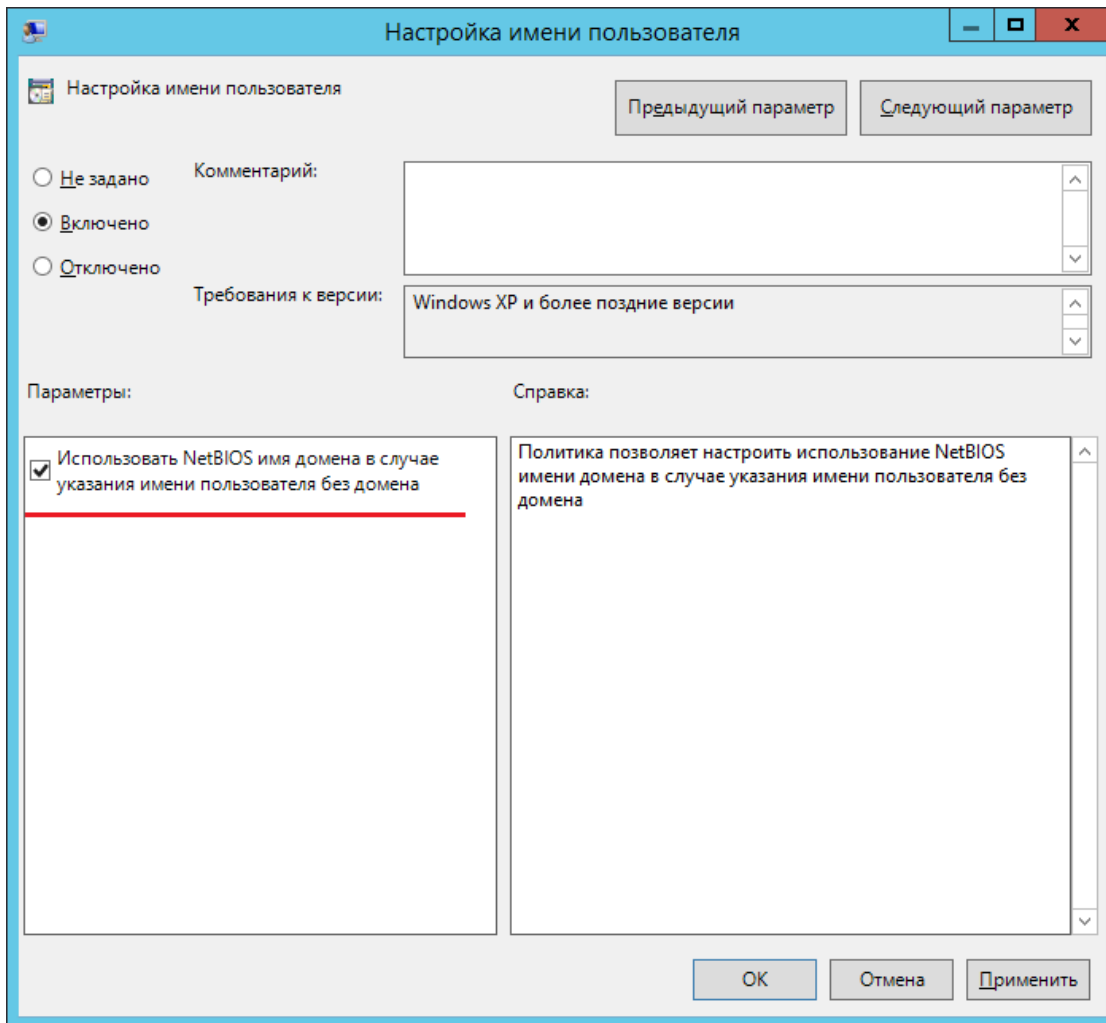 Настройка имени пользователя
Настройка имени пользователя
Предыдущий параметр
Следующий параметр
Не задано
Комментарий:
Включено
Отключено
Требования к версии:
Windows XP и более поздние версии
Параметры:
Справка:
Использовать NetBIOS имя домена в случае
указания имени пользователя без домена
Политика позволяет настроить использование NetBIOS
имени домена в случае указания имени пользователя без
домена
ОК
Отмена
Применить